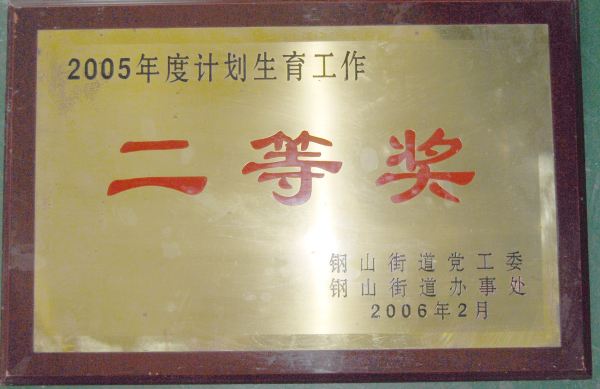 2005年度计划生育工作
二等奖
钢山街道党工委
钢山街道办事处
2006年2月